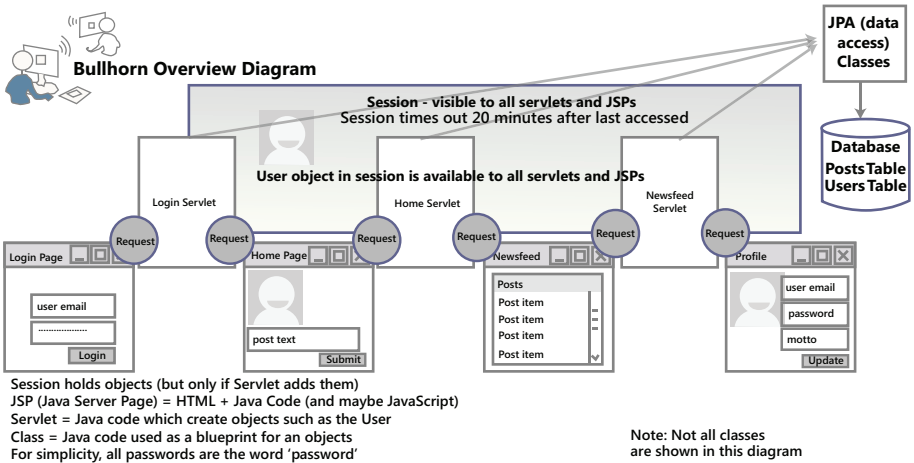 Bullhorn Overview Diagram
JPA (data
access)
Classes
Session - visible to all servlets and JSPs
Session times out 20 minutes after last accessed
Database
Posts Table
Users Table
User object in session is available to all servlets and JSPs
Login Servlet
Home Servlet
Newsfeed
Servlet
Request
Request
Request
Request
Request
Request
Login Page
user email
....................
Login
Home Page
post text
Submit
Newsfeed
Posts
Post item
Post item
Post item
Post item
Profile
user email
password
motto
Update
Session holds objects (but only if Servlet adds them)
JSP (Java Server Page) = HTML + Java Code (and maybe JavaScript)
Servlet = Java code which create objects such as the User
Class = Java code used as a blueprint for an objects
For simplicity, all passwords are the word 'password'
Note: Not all classes
are shown in this diagram